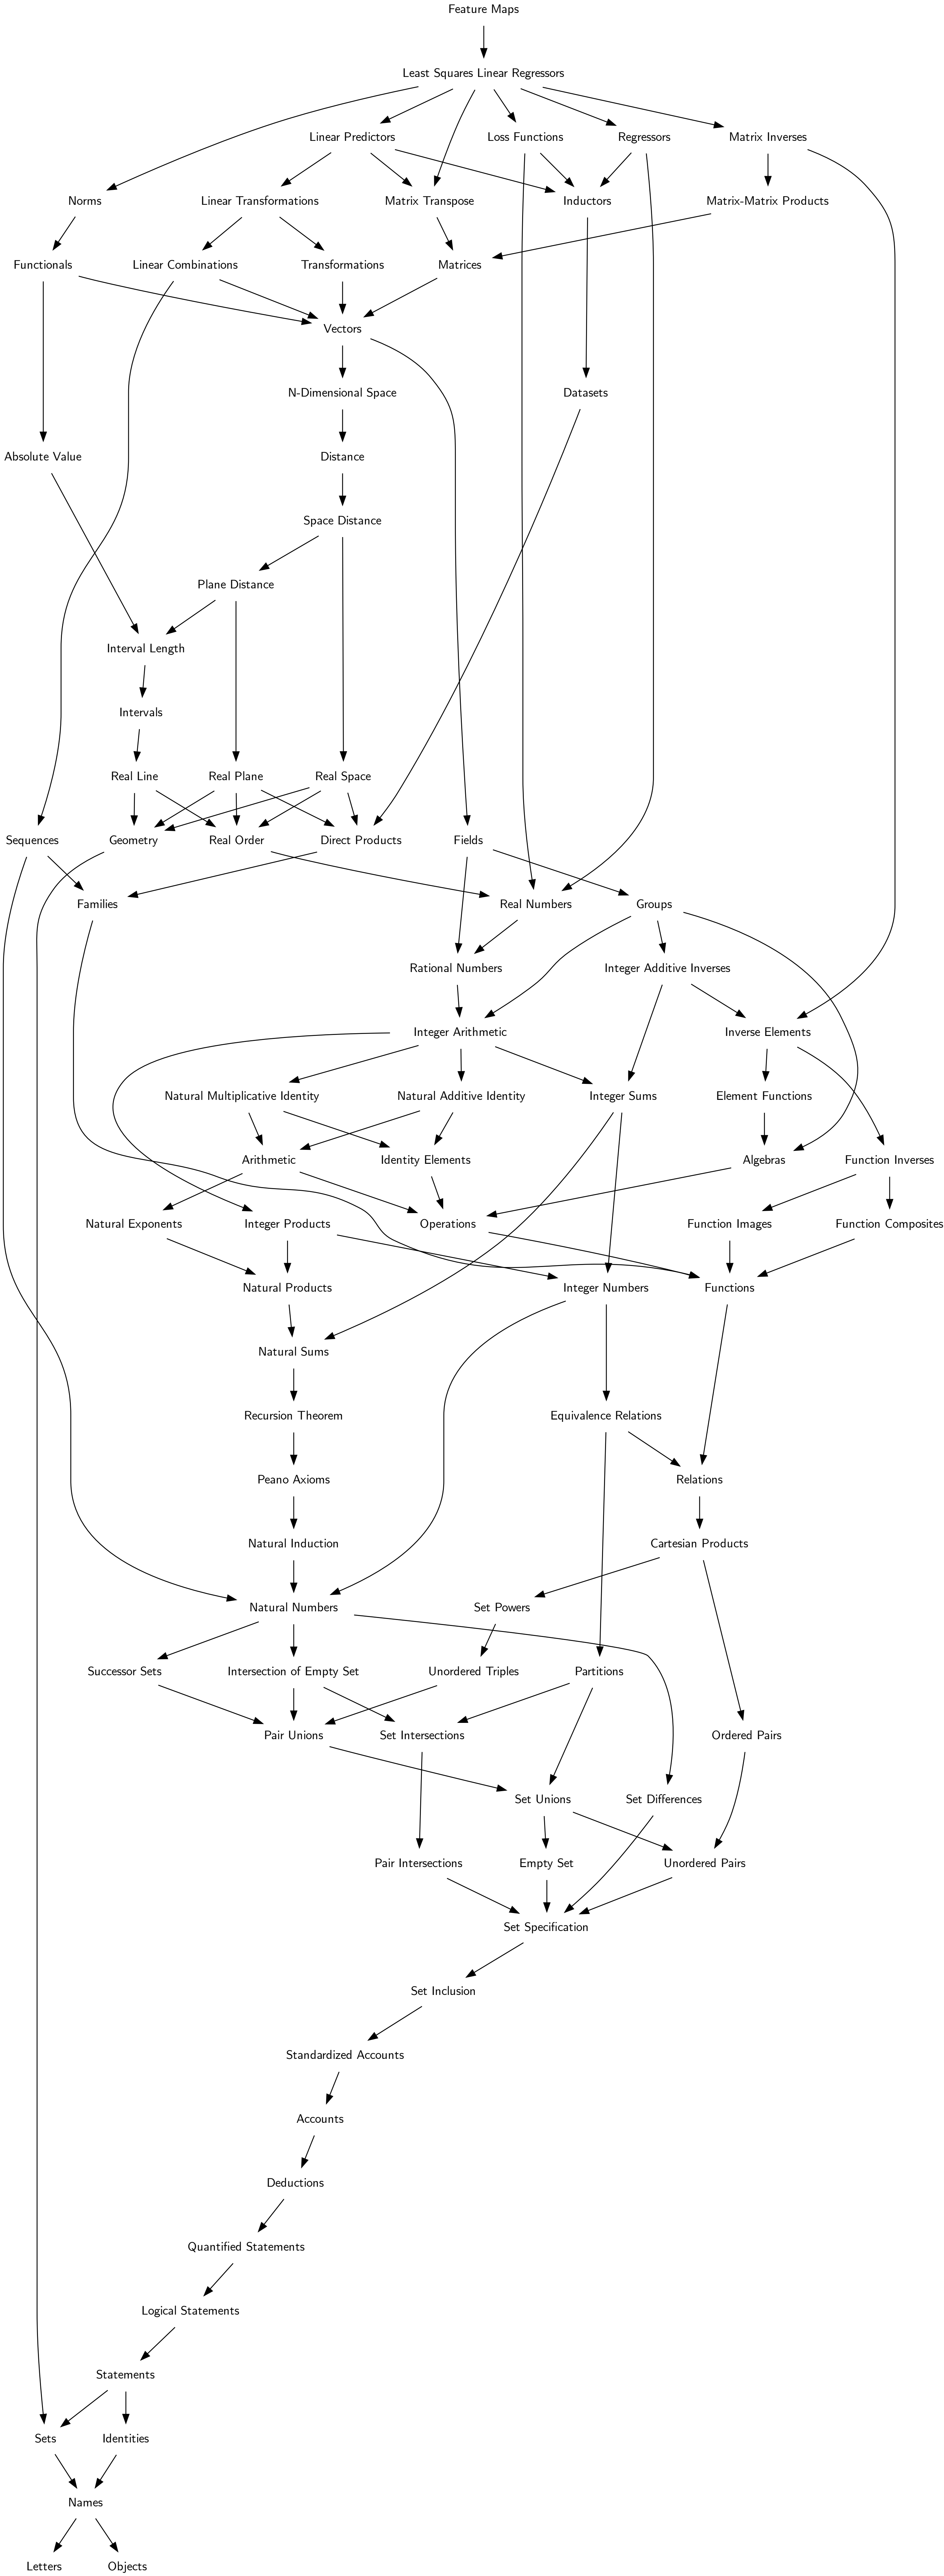 Feature Maps
Least Squares Linear Regressors
Linear Predictors
Loss Functions
Regressors
Matrix Inverses
Norms
Linear Transformations
Matrix Transpose
Inductors
Matrix-Matrix Products
Functionals
Linear Combinations
Transformations
Matrices
Vectors
N-Dimensional Space
Datasets
Absolute Value
Distance
Space Distance
Plane Distance
Interval Length
Intervals
Real Line
Real Plane
Real Space
Sequences
Geometry
Real Order
Direct Products
Fields
Families
Real Numbers
Groups
Rational Numbers
Integer Additive Inverses
Integer Arithmetic
Inverse Elements
Natural Multiplicative Identity
Natural Additive Identity
Integer Sums
Element Functions
Arithmetic
Identity Elements
Algebras
Function Inverses
Natural Exponents
Integer Products
Operations
Function Images
Function Composites
Natural Products
Integer Numbers
Functions
Natural Sums
Recursion Theorem
Equivalence Relations
Peano Axioms
Relations
Natural Induction
Cartesian Products
Natural Numbers
Set Powers
Successor Sets
Intersection of Empty Set
Unordered Triples
Partitions
Pair Unions
Set Intersections
Ordered Pairs
Set Unions
Set Differences
Pair Intersections
Empty Set
Unordered Pairs
Set Specification
Set Inclusion
Standardized Accounts
Accounts
Deductions
Quantified Statements
Logical Statements
Statements
Sets
Identities
Names
Letters
Objects